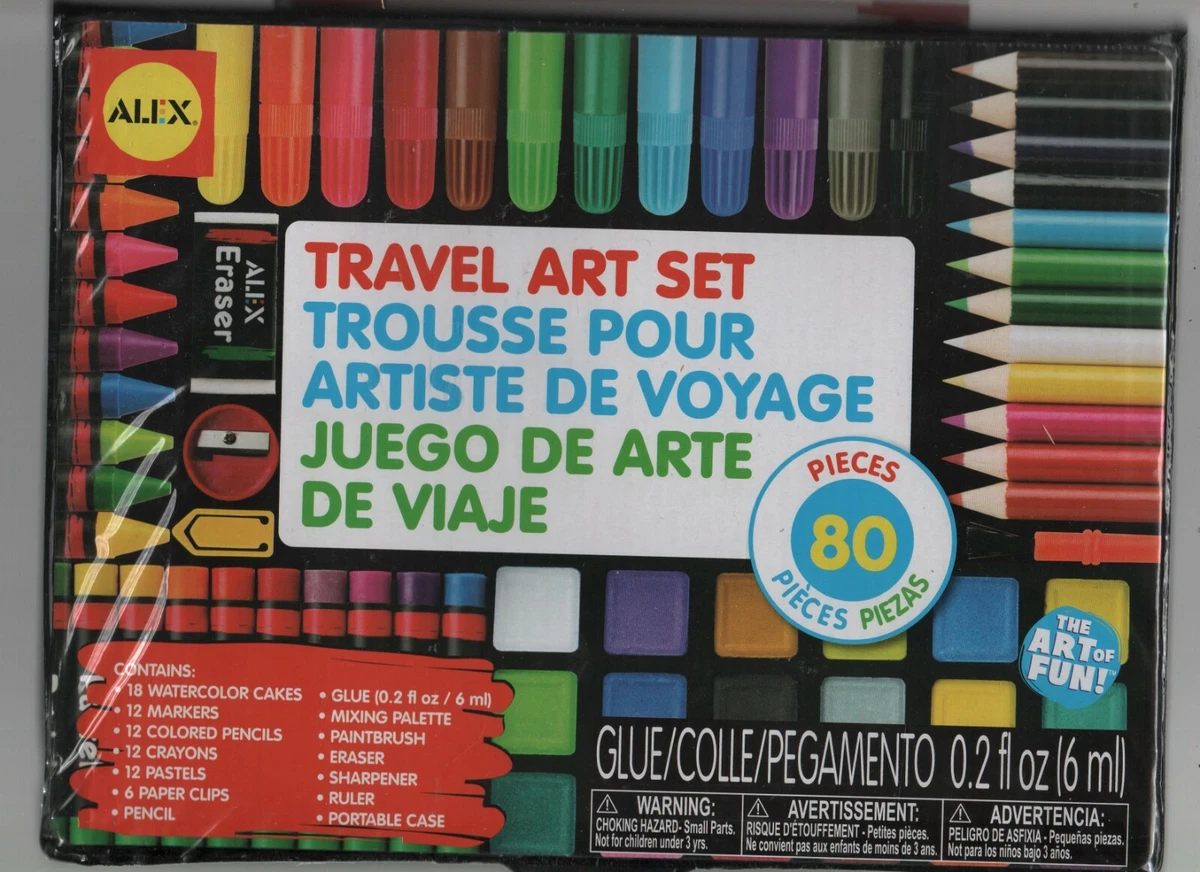 ALEX.
ALEX
Eraser
TRAVEL ART SET
TROUSSE POUR
ARTISTE DE VOYAGE
JUEGO DE ARTE
DE VIAJE
PIECES
80
PIÈCES PIEZAS
THE
ART OF
FUN!™
CONTAINS:
• 18 WATERCOLOR CAKES
• 12 MARKERS
• 12 COLORED PENCILS
• 12 CRAYONS
• 12 PASTELS
• 6 PAPER CLIPS
• PENCIL
• GLUE (0.2 fl oz / 6 ml)
• MIXING PALETTE
• PAINTBRUSH
• ERASER
• SHARPENER
• RULER
• PORTABLE CASE
GLUE/COLLE/PEGAMENTO 0.2 fl oz (6 ml)
WARNING:
CHOKING HAZARD- Small Parts.
Not for children under 3 yrs.
AVERTISSEMENT:
RISQUE D'ÉTOUFFEMENT - Petites pièces.
Ne convient pas aux enfants de moins de 3 ans.
ADVERTENCIA:
PELIGRO DE ASFIXIA - Pequeñas piezas.
Not para los niños bajo 3 años.